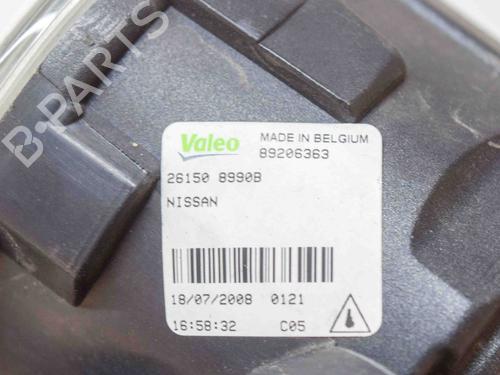 B-PARTS
Valeo MADE IN BELGIUM
89206363
26150 8990B
NISSAN
18/07/2008 0121
16:58:32 C05